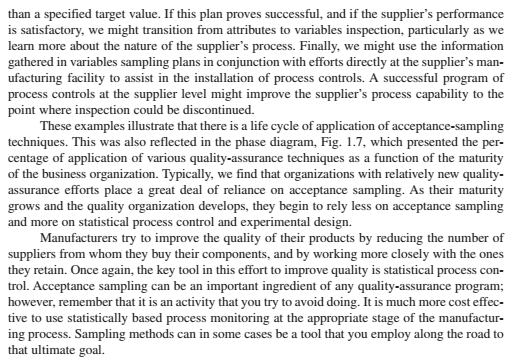 than a specified target value. If this plan proves successful, and if the supplier's performance
is satisfactory, we might transition from attributes to variables inspection, particularly as we
learn more about the nature of the supplier's process. Finally, we might use the information
gathered in variables sampling plans in conjunction with efforts directly at the supplier's man-
ufacturing facility to assist in the installation of process controls. A successful program of
process controls at the supplier level might improve the supplier's process capability to the
point where inspection could be discontinued.
These examples illustrate that there is a life cycle of application of acceptance-sampling
techniques. This was also reflected in the phase diagram, Fig. 1.7, which presented the per-
centage of application of various quality-assurance techniques as a function of the maturity
of the business organization. Typically, we find that organizations with relatively new quality-
assurance efforts place a great deal of reliance on acceptance sampling. As their maturity
grows and the quality organization develops, they begin to rely less on acceptance sampling
and more on statistical process control and experimental design.
Manufacturers try to improve the quality of their products by reducing the number of
suppliers from whom they buy their components, and by working more closely with the ones
they retain. Once again, the key tool in this effort to improve quality is statistical process con-
trol. Acceptance sampling can be an important ingredient of any quality-assurance program;
however, remember that it is an activity that you try to avoid doing. It is much more cost effec-
tive to use statistically based process monitoring at the appropriate stage of the manufactur-
ing process. Sampling methods can in some cases be a tool that you employ along the road to
that ultimate goal.